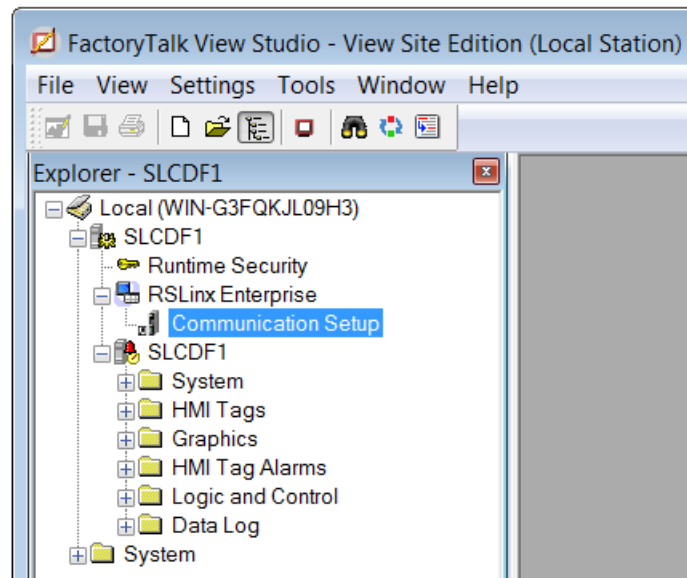 FactoryTalk View Studio - View Site Edition (Local Station)
File View Settings Tools Window Help
Explorer - SLCDF1
Local (WIN-G3FQKJL09H3)
SLCDF1
Runtime Security
RSLinx Enterprise
Communication Setup
SLCDF1
System
HMI Tags
Graphics
HMI Tag Alarms
Logic and Control
Data Log
System